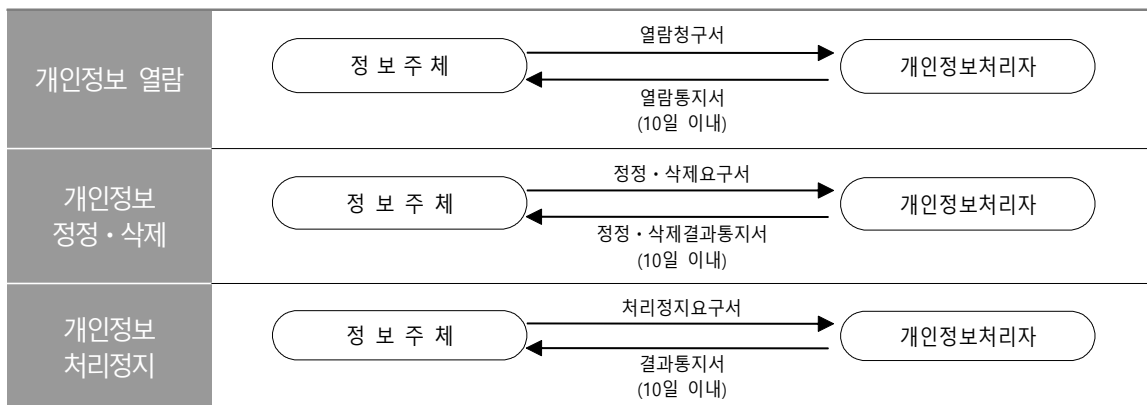 개인정보 열람
정 보 주 체
열람청구서
개인정보처리자
열람통지서
(10일 이내)
개인정보
정정・삭제
정 보 주 체
정정・삭제요구서
개인정보처리자
정정・삭제결과통지서
(10일 이내)
개인정보
처리정지
정 보 주 체
처리정지요구서
개인정보처리자
결과통지서
(10일 이내)